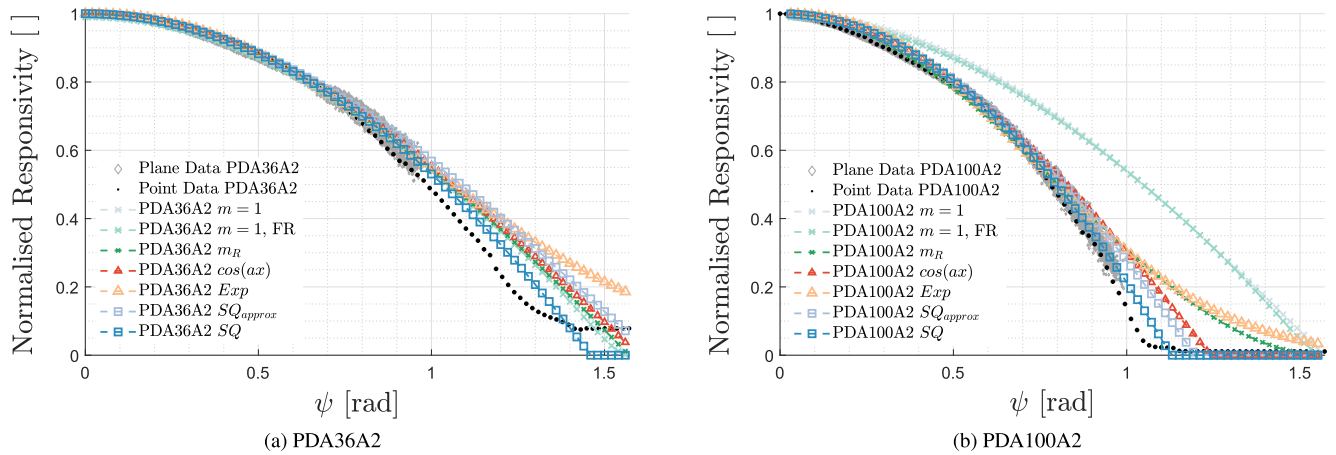 Normalised Responsivity [ ]
1
0.8
0.6
0.4
0.2
0
0
0.5
1
1.5
ψ [rad]
Plane Data PDA36A2
Point Data PDA36A2
PDA36A2 m = 1
PDA36A2 m = 1, FR
PDA36A2 m_R
PDA36A2 cos(ax)
PDA36A2 Exp
PDA36A2 SQ_approx
PDA36A2 SQ
(a) PDA36A2
Normalised Responsivity [ ]
1
0.8
0.6
0.4
0.2
0
0
0.5
1
1.5
ψ [rad]
Plane Data PDA100A2
Point Data PDA100A2
PDA100A2 m = 1
PDA100A2 m = 1, FR
PDA100A2 m_R
PDA100A2 cos(ax)
PDA100A2 Exp
PDA100A2 SQ_approx
PDA100A2 SQ
(b) PDA100A2